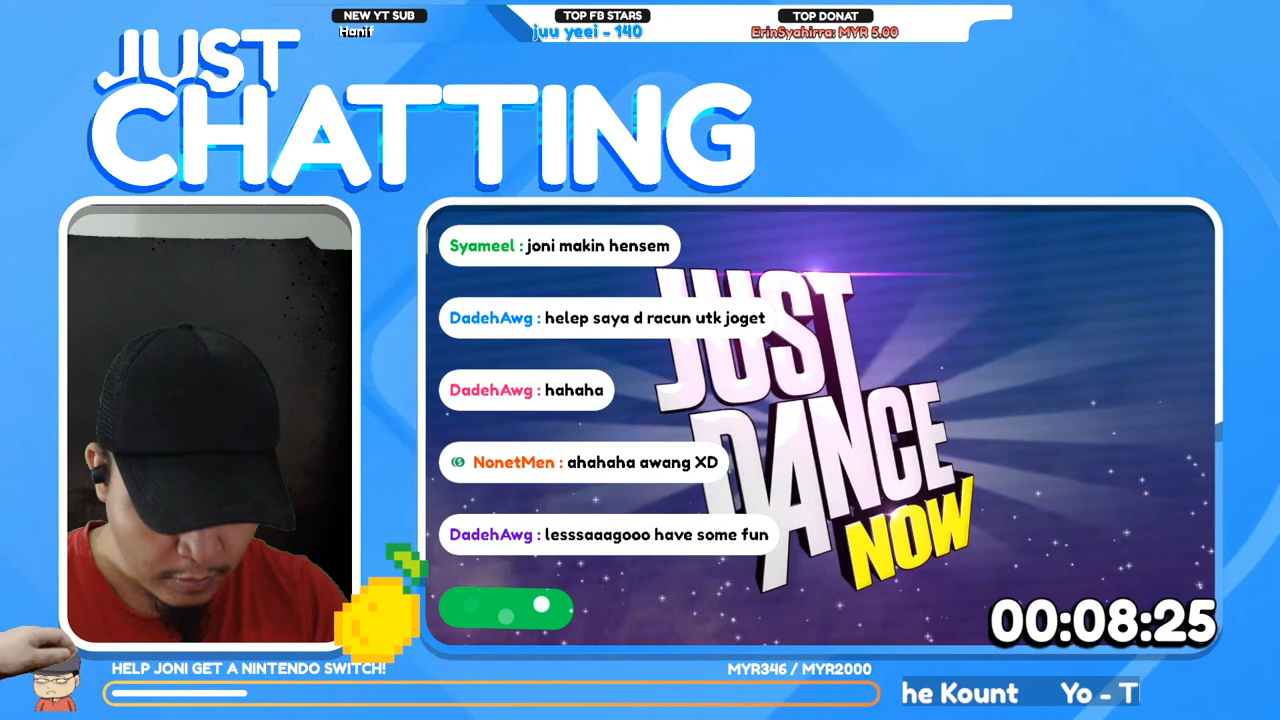 NEW YT SUB
Hanif
TOP FB STARS
juu yeei - 140
TOP DONAT
ErinSyahirra: MYR 5.00
JUST
CHATTING
Syameel : joni makin hensem
DadehAwg : helep saya d racun utk joget
DadehAwg : hahaha
NonetMen : ahahaha awang XD
DadehAwg : lesssaaagooo have some fun
JUST
DANCE
NOW
00:08:25
HELP JONI GET A NINTENDO SWITCH!
MYR346 / MYR2000
he Kount Yo - T